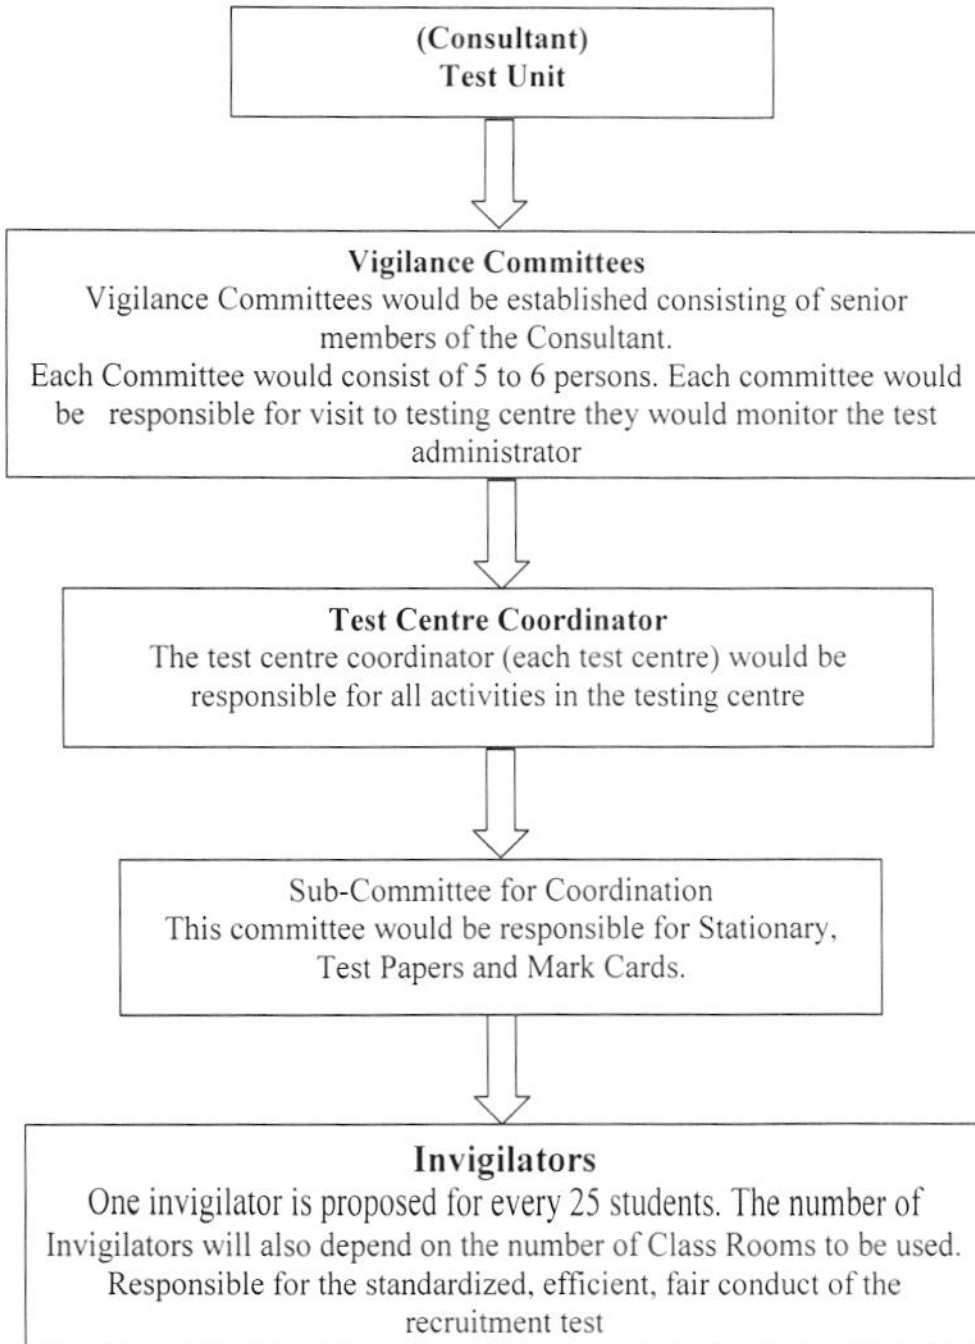 (Consultant)
Test Unit
Vigilance Committees
Vigilance Committees would be established consisting of senior
members of the Consultant.
Each Committee would consist of 5 to 6 persons. Each committee would
be responsible for visit to testing centre they would monitor the test
administrator
Test Centre Coordinator
The test centre coordinator (each test centre) would be
responsible for all activities in the testing centre
Sub-Committee for Coordination
This committee would be responsible for Stationary,
Test Papers and Mark Cards.
Invigilators
One invigilator is proposed for every 25 students. The number of
Invigilators will also depend on the number of Class Rooms to be used.
Responsible for the standardized, efficient, fair conduct of the
recruitment test